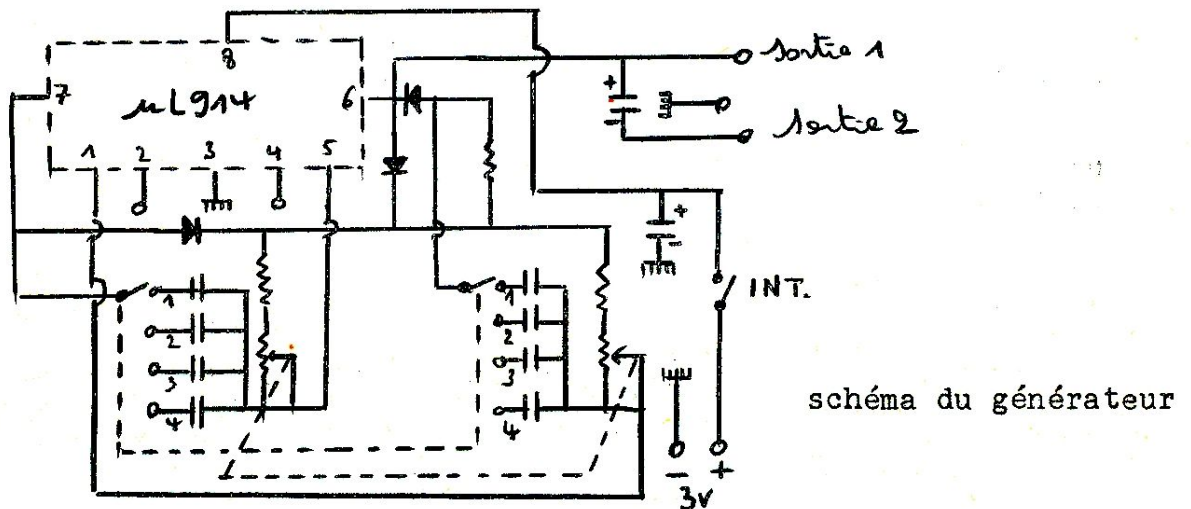 8
7
µL914
6
1 2 3 4 5
+
-
Sortie 1
Sortie 2
+
-
INT.
1
2
3
4
1
2
3
4
- +
3V
schéma du générateur